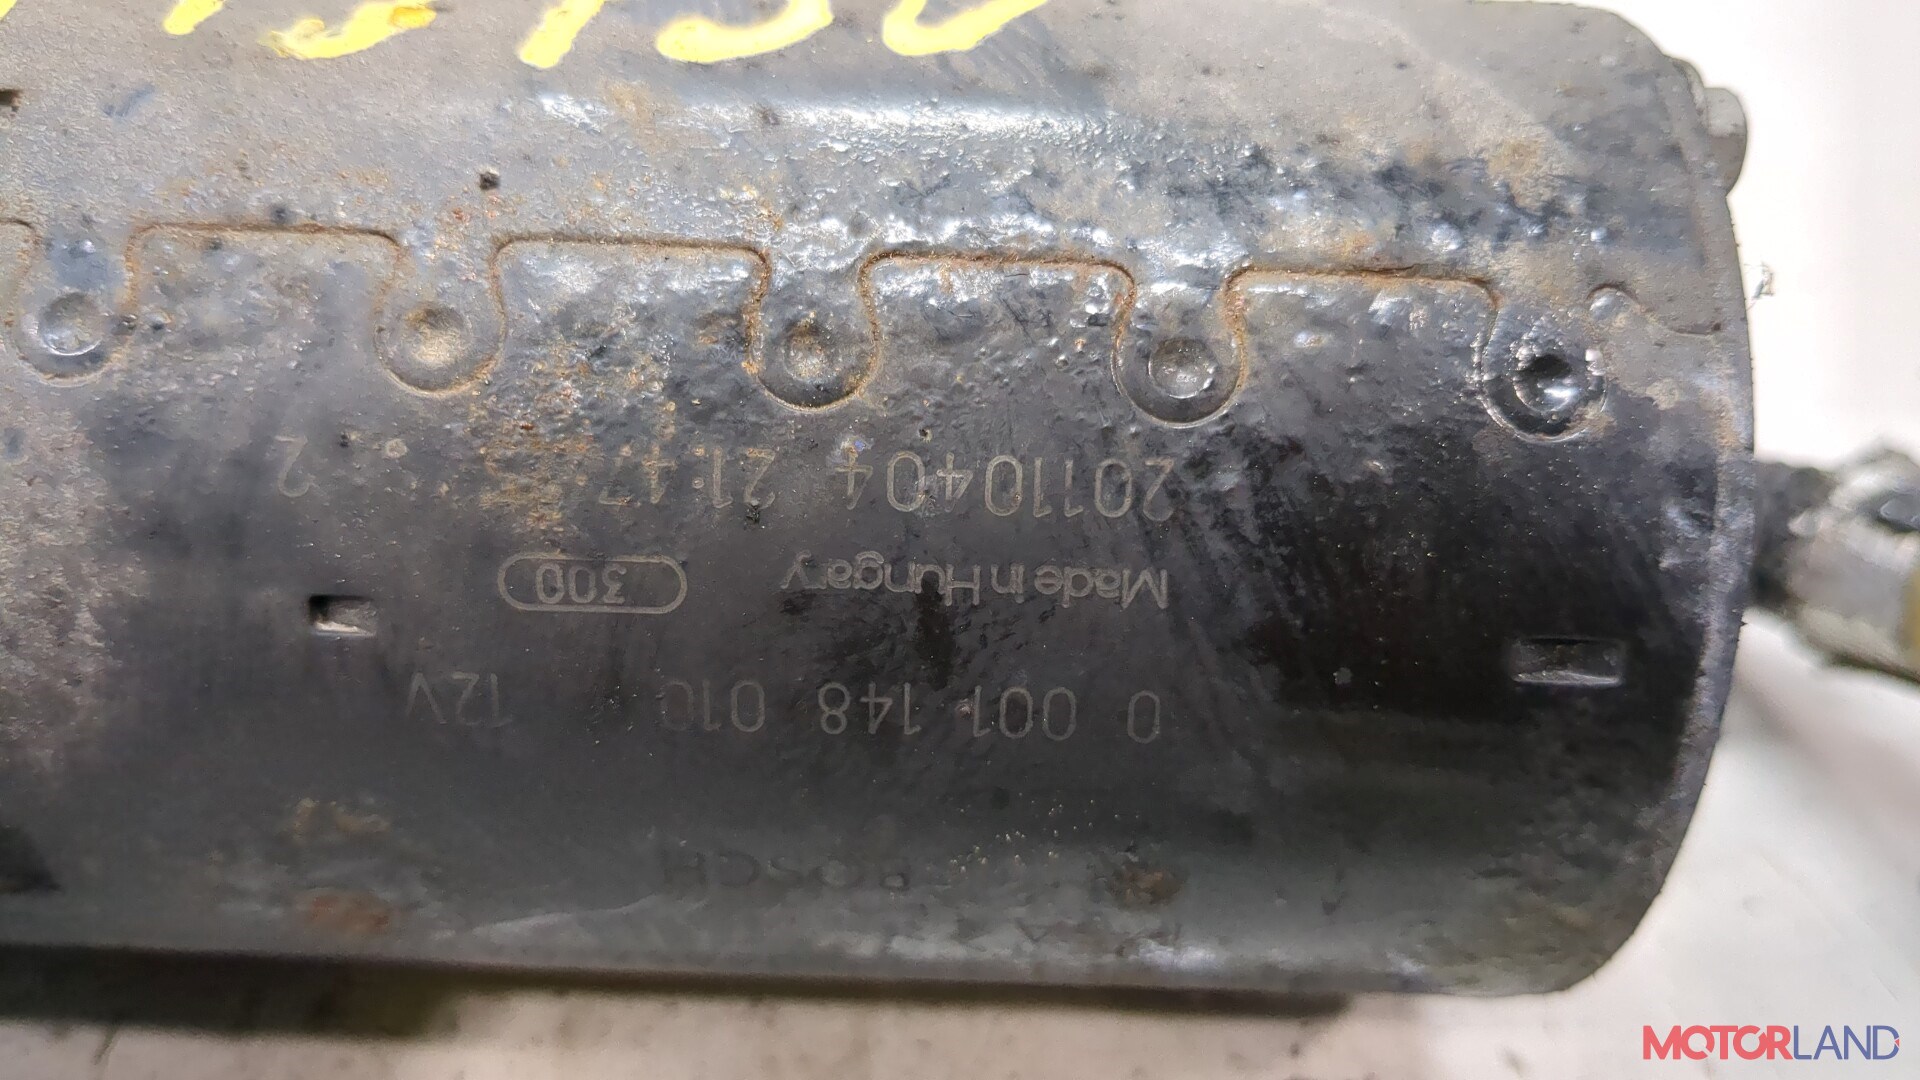 BOSCH
0 001 148 010 12V
Made in Hungary 300
20110404 21:47 2
MOTORLAND